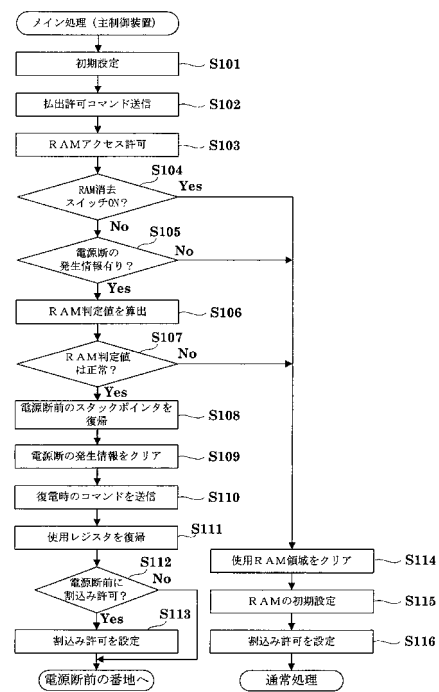 メイン処理（主制御装置）
初期設定
S101
払出許可コマンド送信
S102
RAMアクセス許可
S103
S104
RAM消去
スイッチON？
Yes
No
S105
電源断の
発生情報有り？
No
Yes
RAM判定値を算出
S106
S107
RAM判定値
は正常？
No
Yes
電源断前のスタックポインタを
復帰
S108
電源断の発生情報をクリア
S109
復電時のコマンドを送信
S110
使用レジスタを復帰
S111
S112
電源断前に
割込み許可？
No
Yes
S113
割込み許可を設定
電源断前の番地へ
使用RAM領域をクリア
S114
RAMの初期設定
S115
割込み許可を設定
S116
通常処理